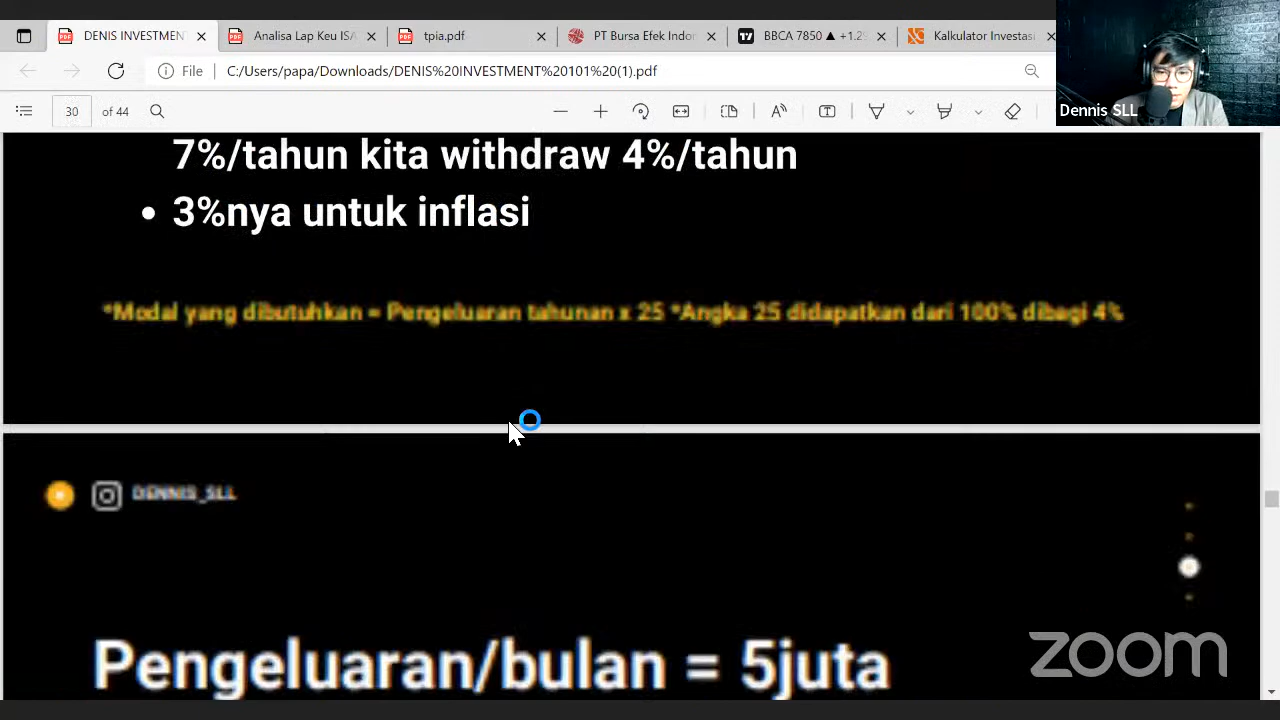 DENIS INVESTMEN
Analisa Lap Keu ISA
tpia.pdf
PT Bursa Efek Indon
BBCA 7850 ▲ +1.2%
Kalkulator Investasi
File
C:/Users/papa/Downloads/DENIS%20INVESTMENT%20101%20(1).pdf
30 of 44
Dennis SLL
7%/tahun kita withdraw 4%/tahun
• 3%nya untuk inflasi
*Modal yang dibutuhkan = Pengeluaran tahunan x 25 *Angka 25 didapatkan dari 100% dibagi 4%
DENNIS_SLL
Pengeluaran/bulan = 5juta
zoom